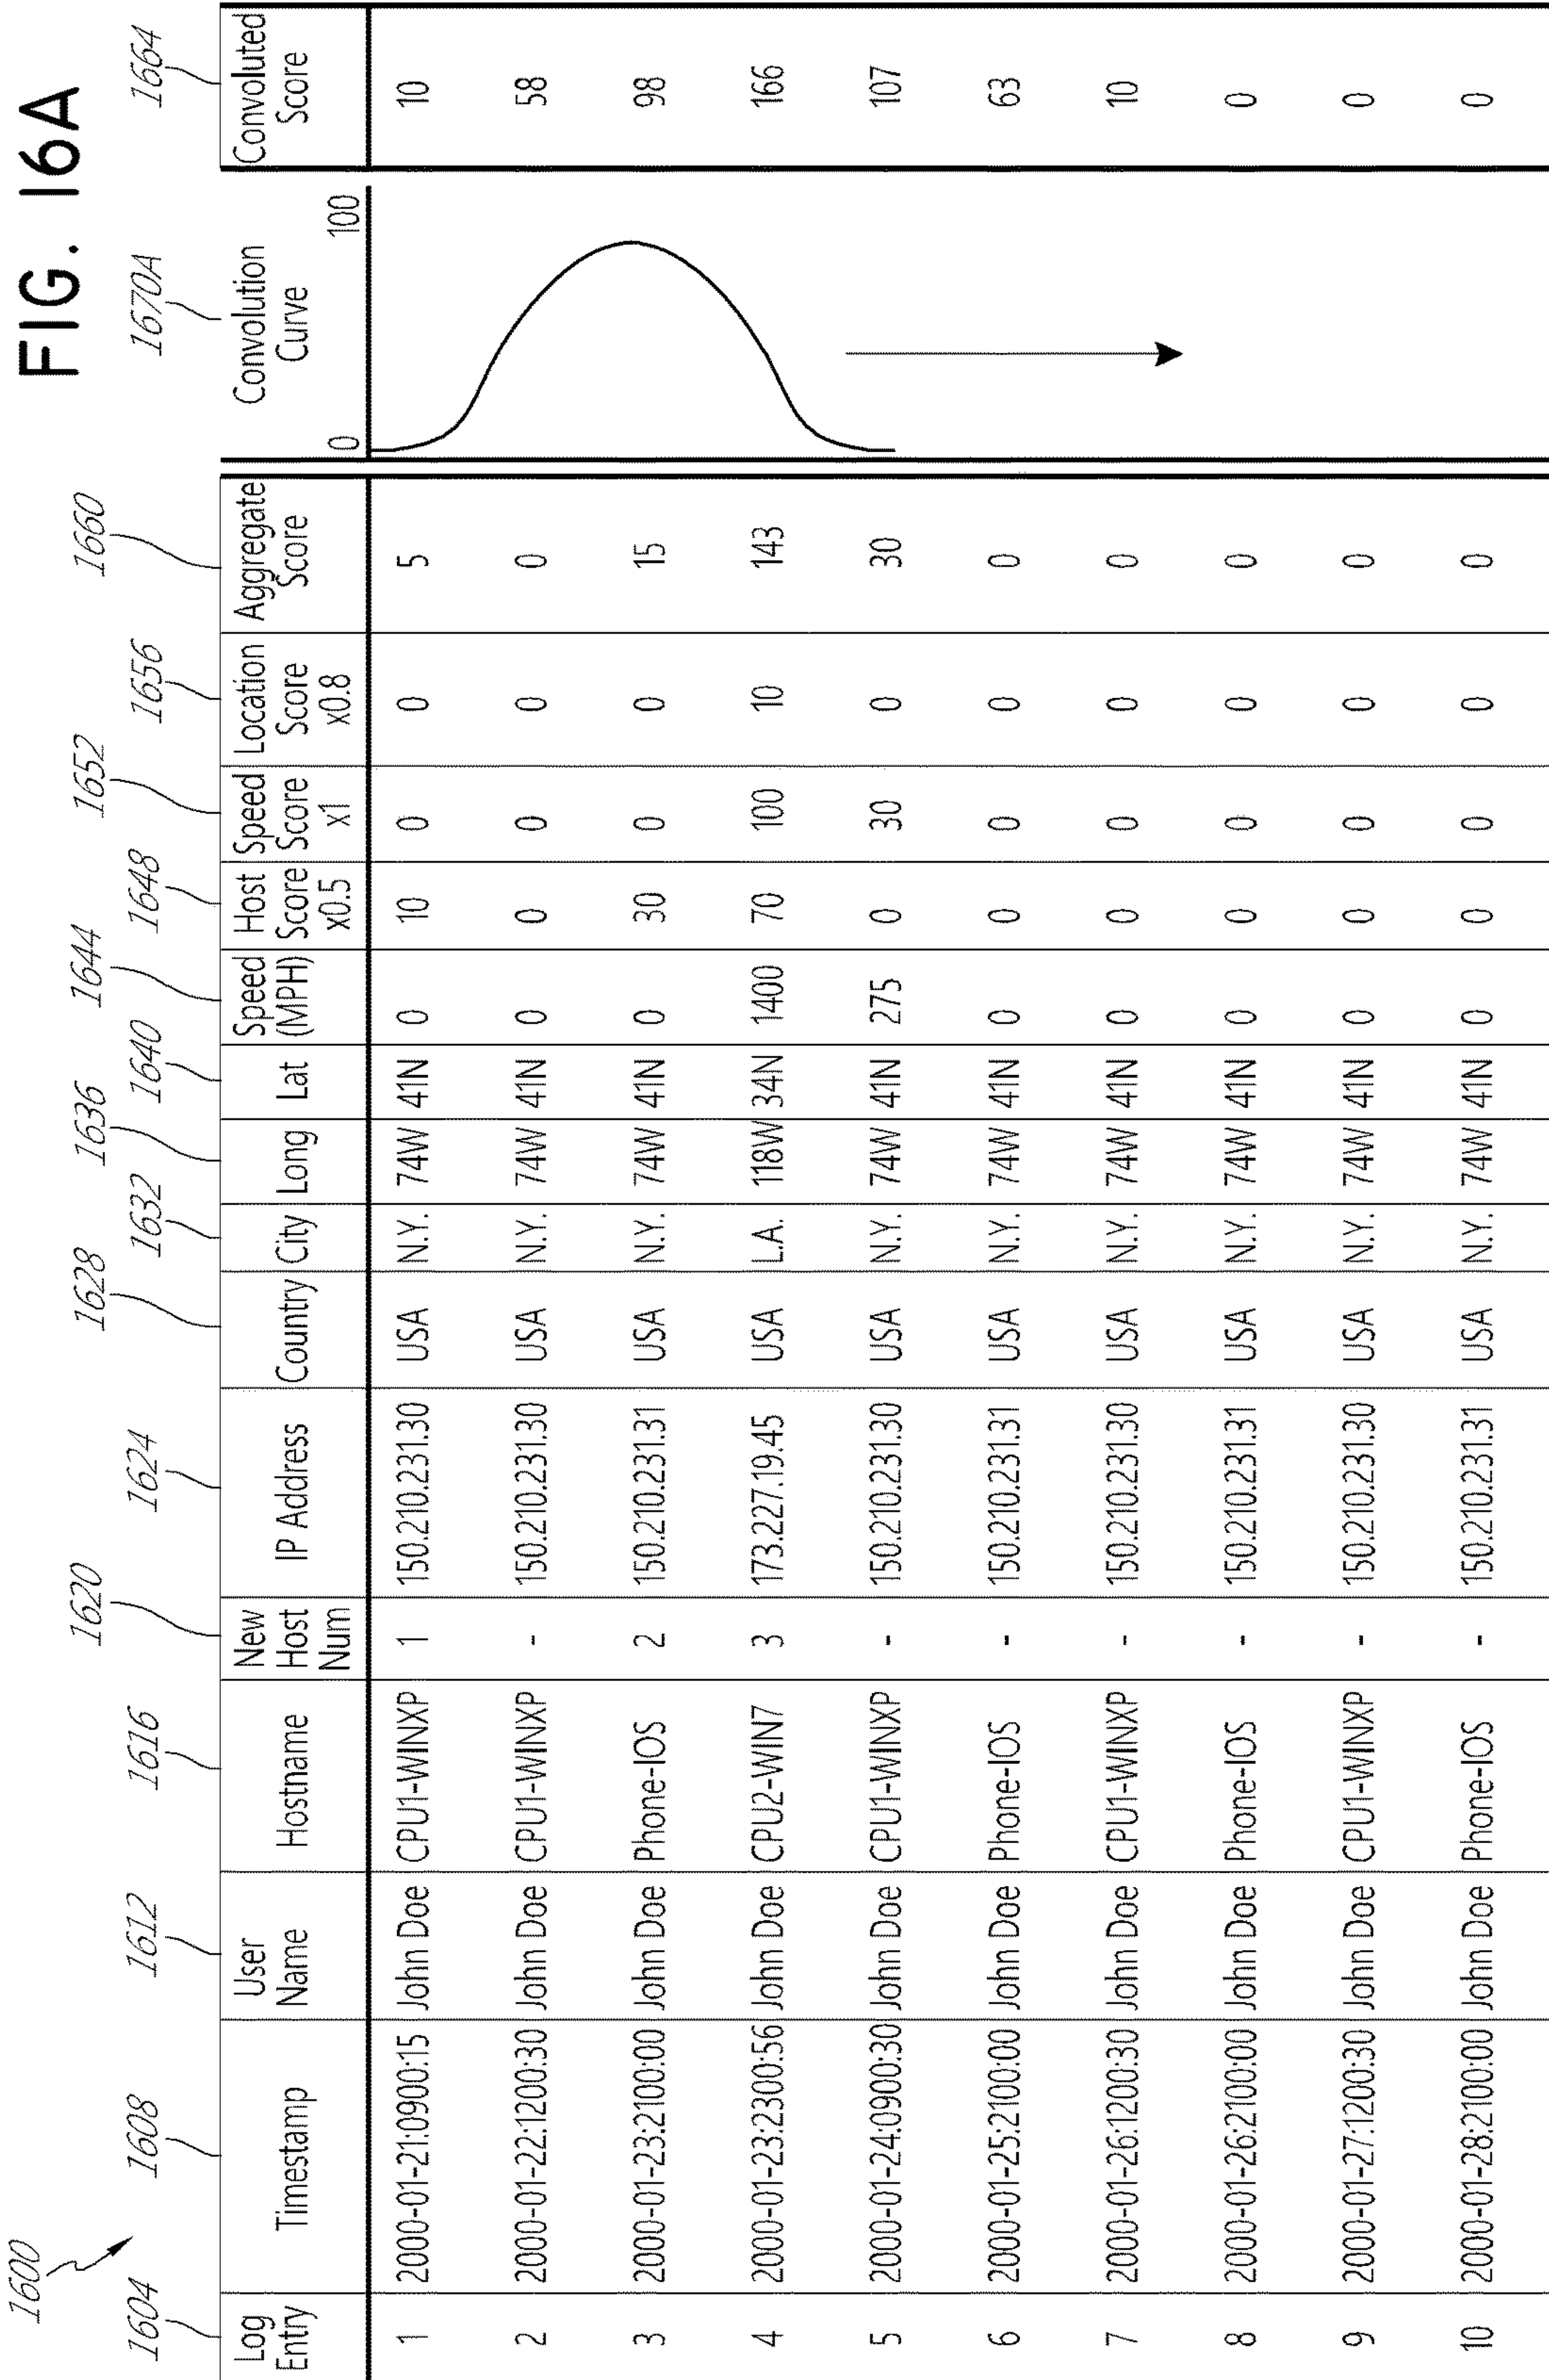 FIG. 16A
1600
1604 1608 1612 1616 1620 1624 1628 1632 1636 1640 1644 1648 1652 1656 1660 1670A 1664
Log Entry Timestamp User Name Hostname New Host Num IP Address Country City Long Lat Speed (MPH) Host Score x0.5 Speed Score x1 Location Score x0.8 Aggregate Score Convolution Curve Convoluted Score
0 100
1 2000-01-21:0900:15 John Doe CPU1-WINXP 1 150.210.231.30 USA N.Y. 74W 41N 0 10 0 0 5 10
2 2000-01-22:1200:30 John Doe CPU1-WINXP - 150.210.231.30 USA N.Y. 74W 41N 0 0 0 0 0 58
3 2000-01-23:2100:00 John Doe Phone-IOS 2 150.210.231.31 USA N.Y. 74W 41N 0 30 0 0 15 98
4 2000-01-23:2300:56 John Doe CPU2-WIN7 3 173.227.19.45 USA L.A. 118W 34N 1400 70 100 10 143 166
5 2000-01-24:0900:30 John Doe CPU1-WINXP - 150.210.231.30 USA N.Y. 74W 41N 275 0 30 0 30 107
6 2000-01-25:2100:00 John Doe Phone-IOS - 150.210.231.31 USA N.Y. 74W 41N 0 0 0 0 0 63
7 2000-01-26:1200:30 John Doe CPU1-WINXP - 150.210.231.30 USA N.Y. 74W 41N 0 0 0 0 0 10
8 2000-01-26:2100:00 John Doe Phone-IOS - 150.210.231.31 USA N.Y. 74W 41N 0 0 0 0 0 0
9 2000-01-27:1200:30 John Doe CPU1-WINXP - 150.210.231.30 USA N.Y. 74W 41N 0 0 0 0 0 0
10 2000-01-28:2100:00 John Doe Phone-IOS - 150.210.231.31 USA N.Y. 74W 41N 0 0 0 0 0 0